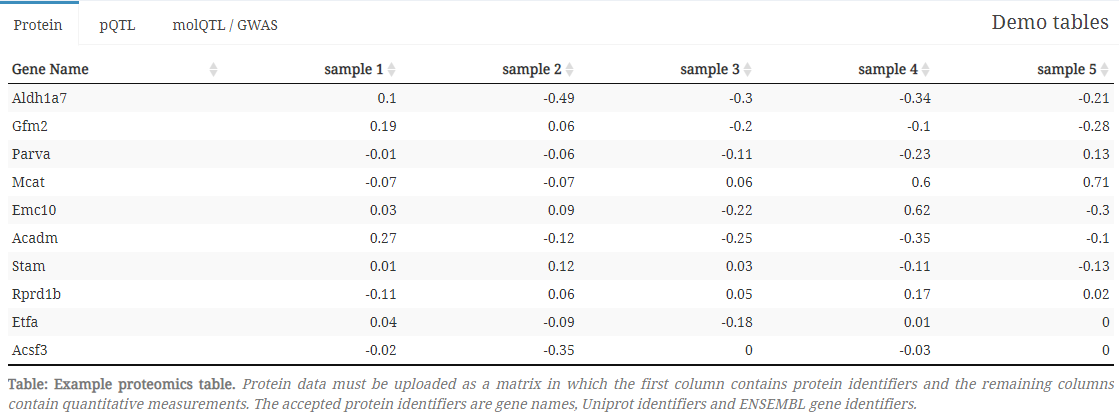 Protein pQTL molQTL / GWAS Demo tables
Gene Name sample 1 sample 2 sample 3 sample 4 sample 5
Aldh1a7 0.1 -0.49 -0.3 -0.34 -0.21
Gfm2 0.19 0.06 -0.2 -0.1 -0.28
Parva -0.01 -0.06 -0.11 -0.23 0.13
Mcat -0.07 -0.07 0.06 0.6 0.71
Emc10 0.03 0.09 -0.22 0.62 -0.3
Acadm 0.27 -0.12 -0.25 -0.35 -0.1
Stam 0.01 0.12 0.03 -0.11 -0.13
Rprd1b -0.11 0.06 0.05 0.17 0.02
Etfa 0.04 -0.09 -0.18 0.01 0
Acsf3 -0.02 -0.35 0 -0.03 0
Table: Example proteomics table. Protein data must be uploaded as a matrix in which the first column contains protein identifiers and the remaining columns
contain quantitative measurements. The accepted protein identifiers are gene names, Uniprot identifiers and ENSEMBL gene identifiers.